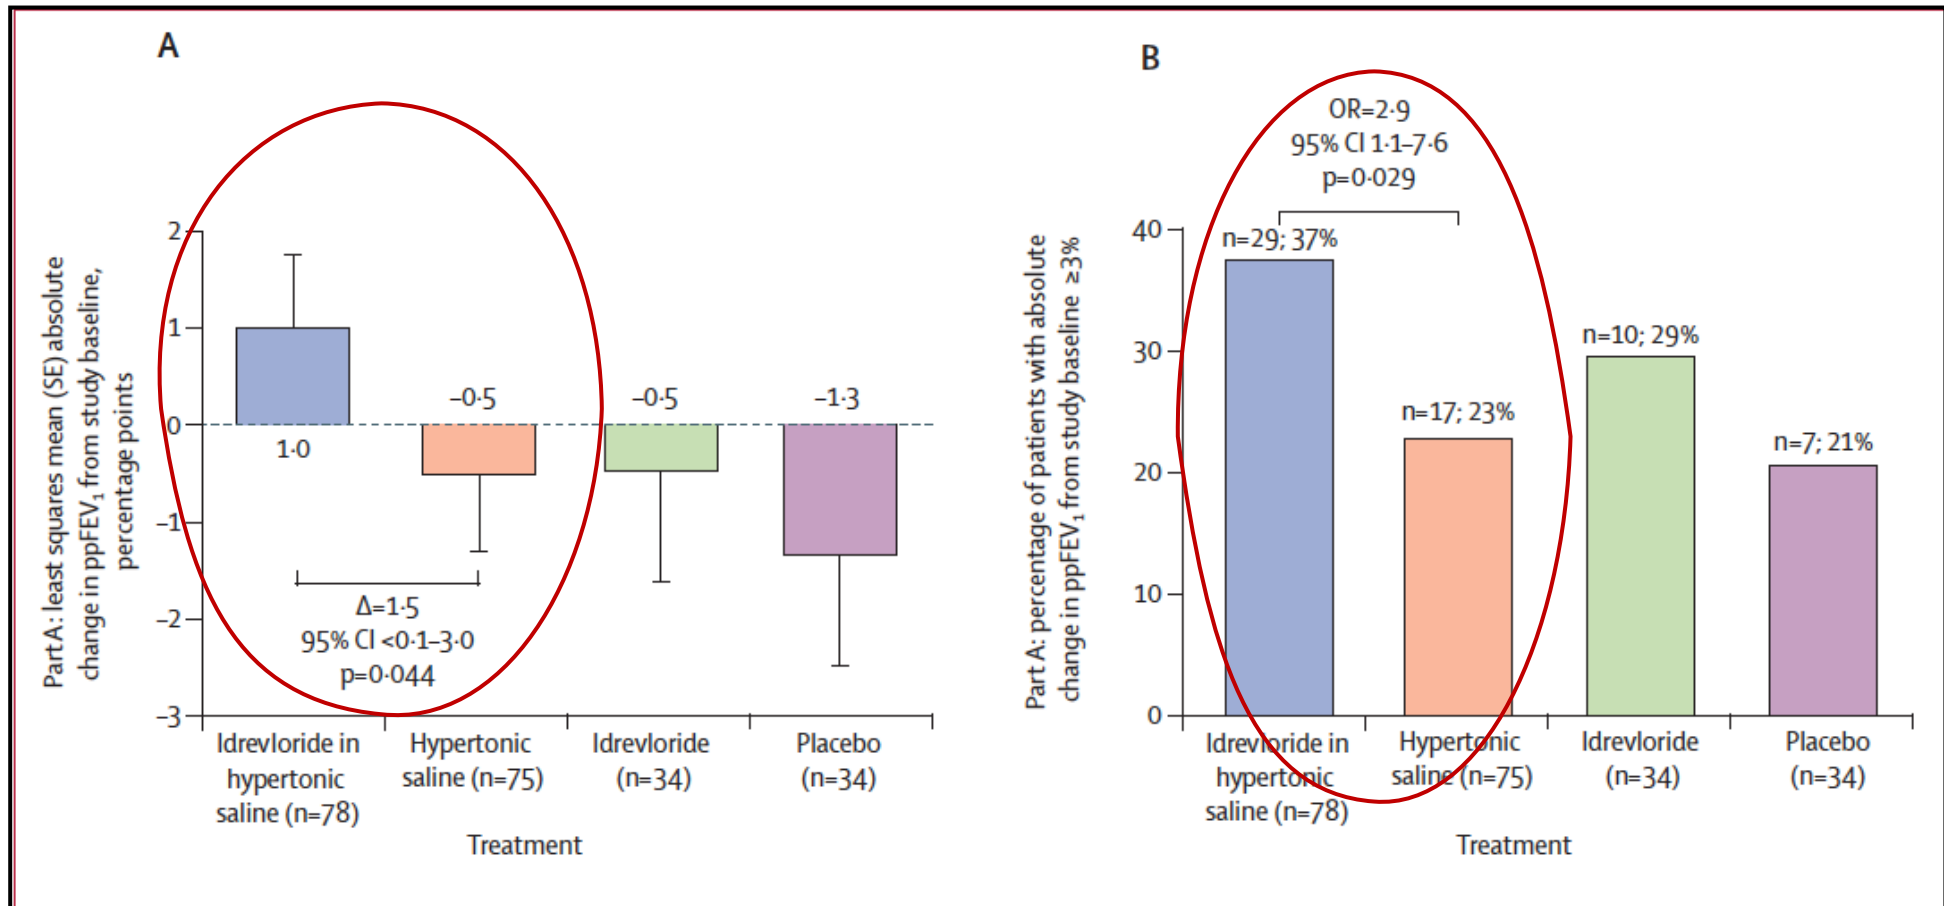 A
Part A: least squares mean (SE) absolute
change in ppFEV₁ from study baseline,
percentage points
2
1
0
–1
–2
–3
1·0
–0·5
–0·5
–1·3
Δ=1·5
95% CI <0·1–3·0
p=0·044
Idrevloride in
hypertonic
saline (n=78)
Hypertonic
saline (n=75)
Idrevloride
(n=34)
Placebo
(n=34)
Treatment
B
Part A: percentage of patients with absolute
change in ppFEV₁ from study baseline ≥3%
40
30
20
10
0
OR=2·9
95% CI 1·1–7·6
p=0·029
n=29; 37%
n=17; 23%
n=10; 29%
n=7; 21%
Idrevloride in
hypertonic
saline (n=78)
Hypertonic
saline (n=75)
Idrevloride
(n=34)
Placebo
(n=34)
Treatment